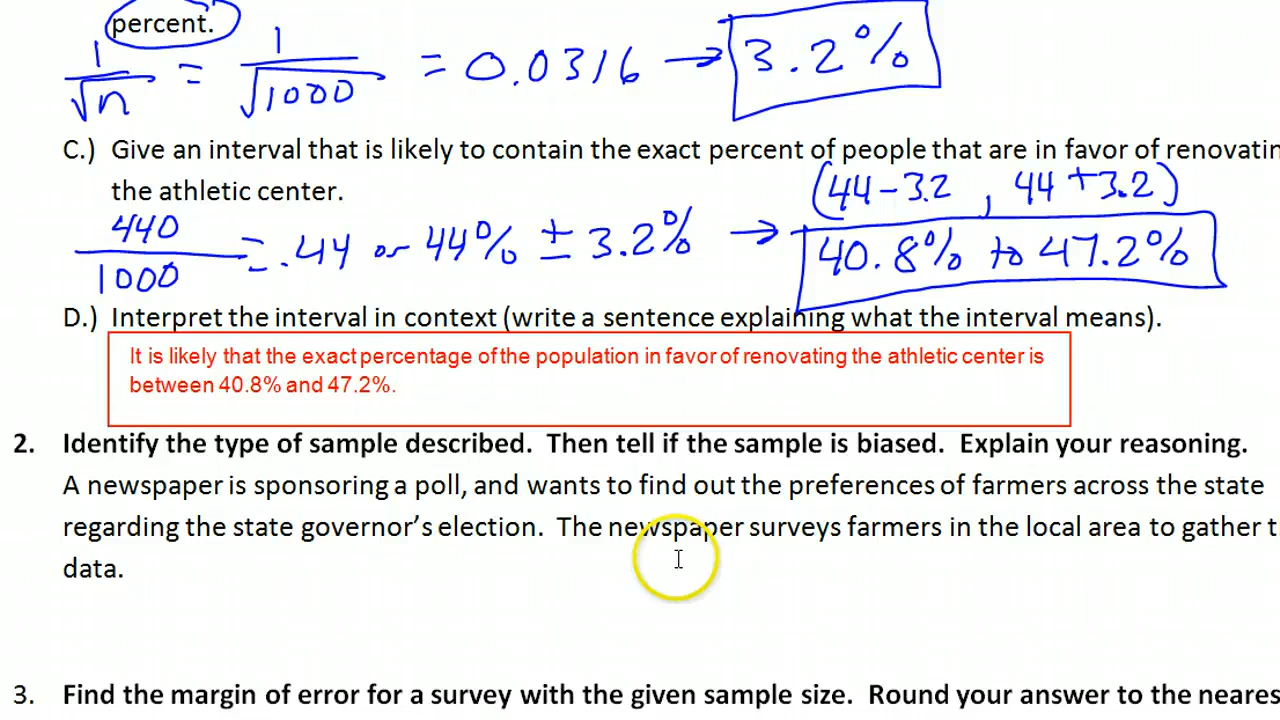 percent.
1/√n = 1/√1000 = 0.0316 → 3.2%
C.) Give an interval that is likely to contain the exact percent of people that are in favor of renovatin
the athletic center.
(44-3.2, 44+3.2)
440/1000 = .44 or 44% ± 3.2% → 40.8% to 47.2%
D.) Interpret the interval in context (write a sentence explaining what the interval means).
It is likely that the exact percentage of the population in favor of renovating the athletic center is
between 40.8% and 47.2%.
2. Identify the type of sample described. Then tell if the sample is biased. Explain your reasoning.
A newspaper is sponsoring a poll, and wants to find out the preferences of farmers across the state
regarding the state governor's election. The newspaper surveys farmers in the local area to gather t
data.
3. Find the margin of error for a survey with the given sample size. Round your answer to the neares